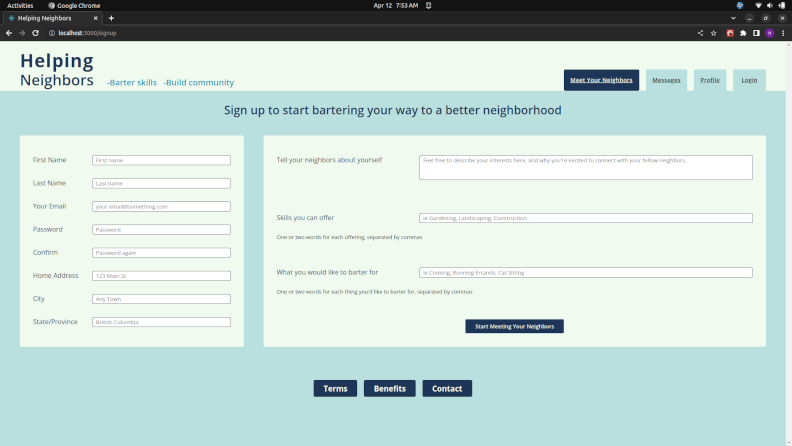 Activities Google Chrome Apr 12 7:53 AM
Helping Neighbors
localhost:3000/signup
Helping
Neighbors -Barter skills -Build community
Meet Your Neighbors Messages Profile Login
Sign up to start bartering your way to a better neighborhood
First Name First name
Last Name Last name
Your Email your email@something.com
Password Password
Confirm Password again
Home Address 123 Main St
City Any Town
State/Province British Columbia
Tell your neighbors about yourself Feel free to describe your interests here, and why you're excited to connect with your fellow neighbors.
Skills you can offer ie Gardening, Landscaping, Construction
One or two words for each offering, separated by commas
What you would like to barter for ie Cooking, Running Errands, Cat Sitting
One or two words for each thing you'd like to barter for, separated by commas
Start Meeting Your Neighbors
Terms Benefits Contact